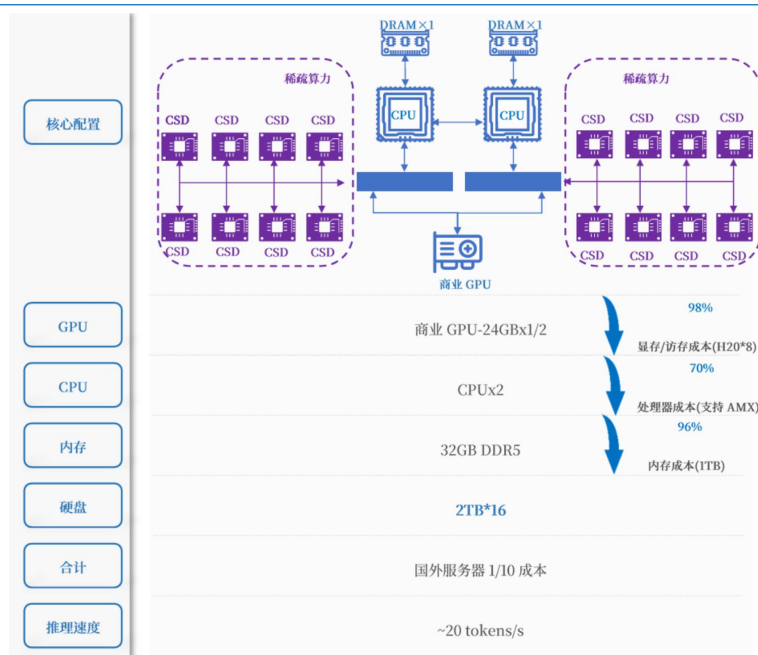 DRAM×1 DRAM×1
稀疏算力 稀疏算力
核心配置
CSD CSD CSD CSD CPU CPU CSD CSD CSD CSD
CSD CSD CSD CSD CSD CSD CSD CSD
商业 GPU
GPU 商业 GPU-24GBx1/2 98%
显存/访存成本(H20*8)
CPU CPUx2 70%
处理器成本(支持 AMX)
内存 32GB DDR5 96%
内存成本(1TB)
硬盘 2TB*16
合计 国外服务器 1/10 成本
推理速度 ~20 tokens/s